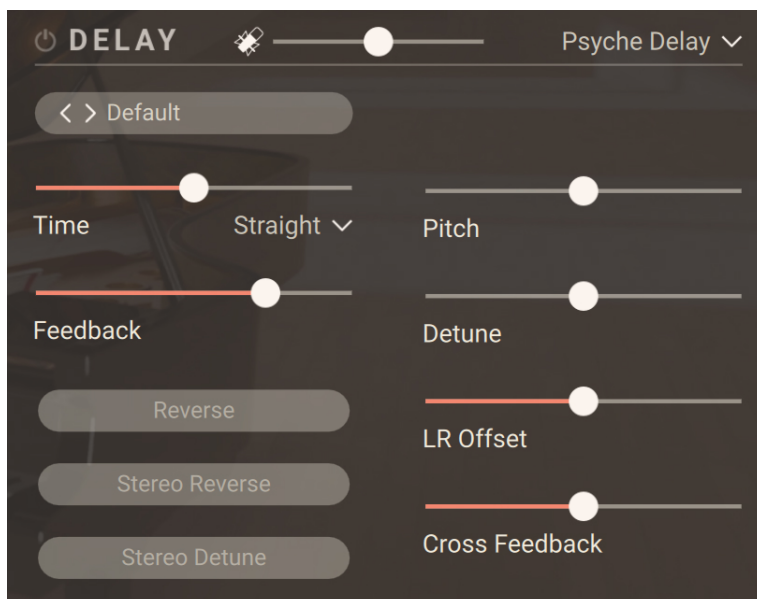 DELAY
Psyche Delay
Default
Time
Straight
Pitch
Feedback
Detune
Reverse
LR Offset
Stereo Reverse
Stereo Detune
Cross Feedback